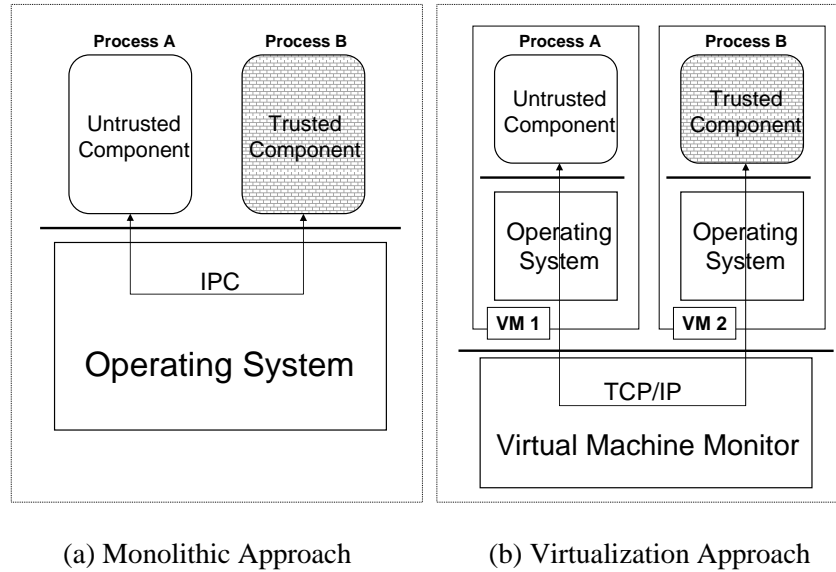 Process A
Process B
Untrusted
Component
Trusted
Component
IPC
Operating System
Process A
Process B
Untrusted
Component
Trusted
Component
Operating
System
Operating
System
VM 1
VM 2
TCP/IP
Virtual Machine Monitor
(a) Monolithic Approach
(b) Virtualization Approach